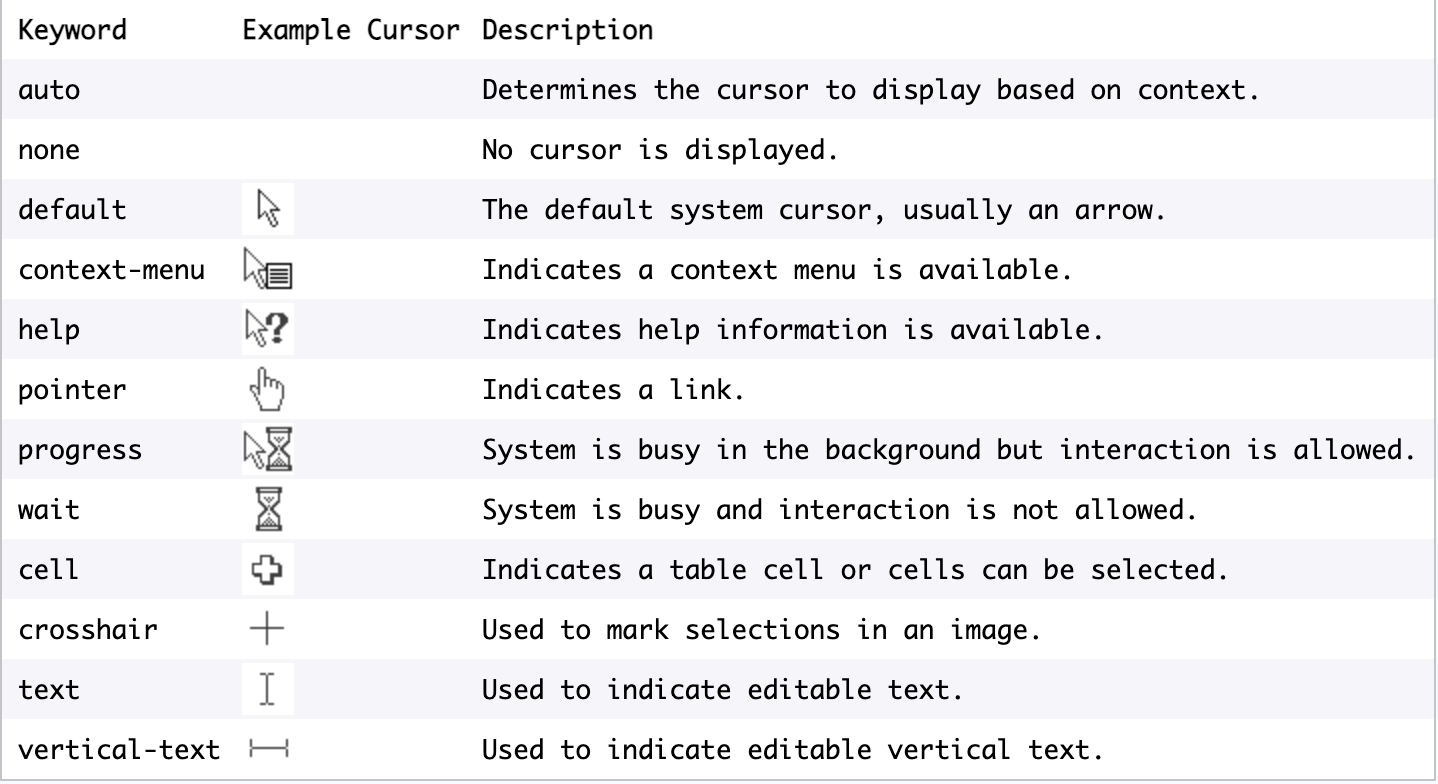 Keyword Example Cursor Description
auto Determines the cursor to display based on context.
none No cursor is displayed.
default The default system cursor, usually an arrow.
context-menu Indicates a context menu is available.
help ? Indicates help information is available.
pointer Indicates a link.
progress System is busy in the background but interaction is allowed.
wait System is busy and interaction is not allowed.
cell Indicates a table cell or cells can be selected.
crosshair Used to mark selections in an image.
text Used to indicate editable text.
vertical-text Used to indicate editable vertical text.